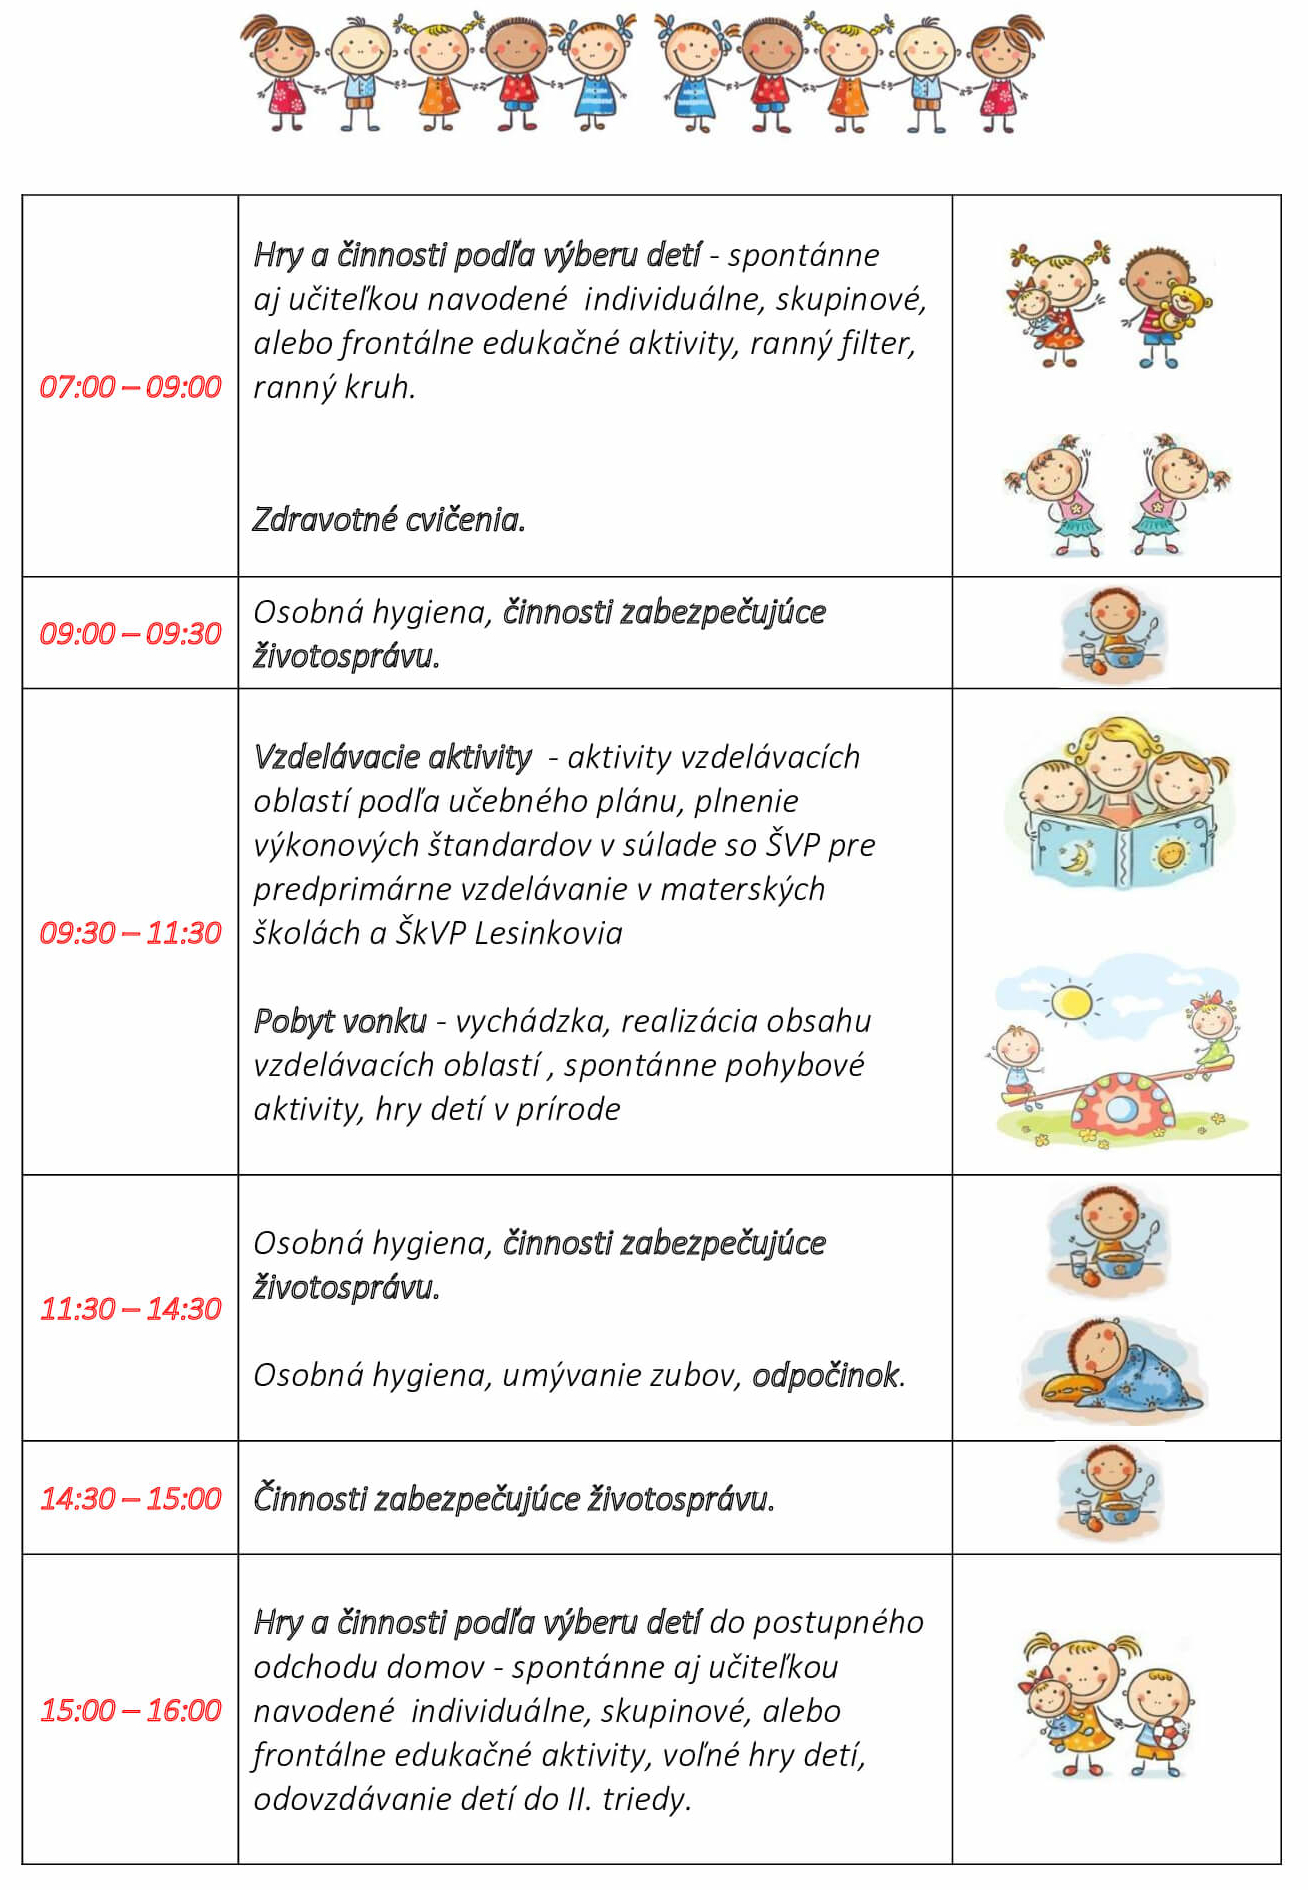 07:00 – 09:00
Hry a činnosti podľa výberu detí - spontánne
aj učiteľkou navodené  individuálne, skupinové,
alebo frontálne edukačné aktivity, ranný filter,
ranný kruh.
Zdravotné cvičenia.
09:00 – 09:30
Osobná hygiena, činnosti zabezpečujúce
životosprávu.
09:30 – 11:30
Vzdelávacie aktivity  - aktivity vzdelávacích
oblastí podľa učebného plánu, plnenie
výkonových štandardov v súlade so ŠVP pre
predprimárne vzdelávanie v materských
školách a ŠkVP Lesinkovia
Pobyt vonku - vychádzka, realizácia obsahu
vzdelávacích oblastí , spontánne pohybové
aktivity, hry detí v prírode
11:30 – 14:30
Osobná hygiena, činnosti zabezpečujúce
životosprávu.
Osobná hygiena, umývanie zubov, odpočinok.
14:30 – 15:00
Činnosti zabezpečujúce životosprávu.
15:00 – 16:00
Hry a činnosti podľa výberu detí do postupného
odchodu domov - spontánne aj učiteľkou
navodené  individuálne, skupinové, alebo
frontálne edukačné aktivity, voľné hry detí,
odovzdávanie detí do II. triedy.